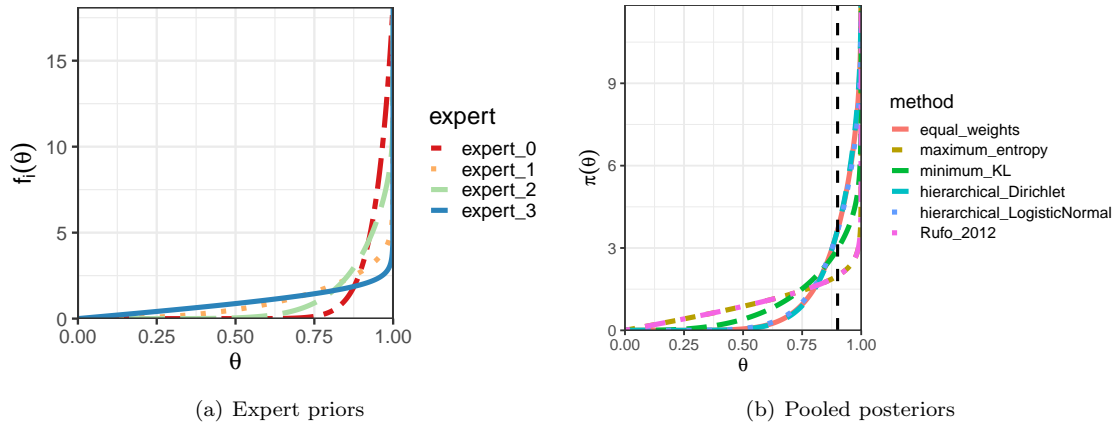 15
10
5
0
0.00 0.25 0.50 0.75 1.00
fᵢ(θ)
θ
expert
expert_0
expert_1
expert_2
expert_3
(a) Expert priors
9
6
3
0
0.00 0.25 0.50 0.75 1.00
π(θ)
θ
method
equal_weights
maximum_entropy
minimum_KL
hierarchical_Dirichlet
hierarchical_LogisticNormal
Rufo_2012
(b) Pooled posteriors